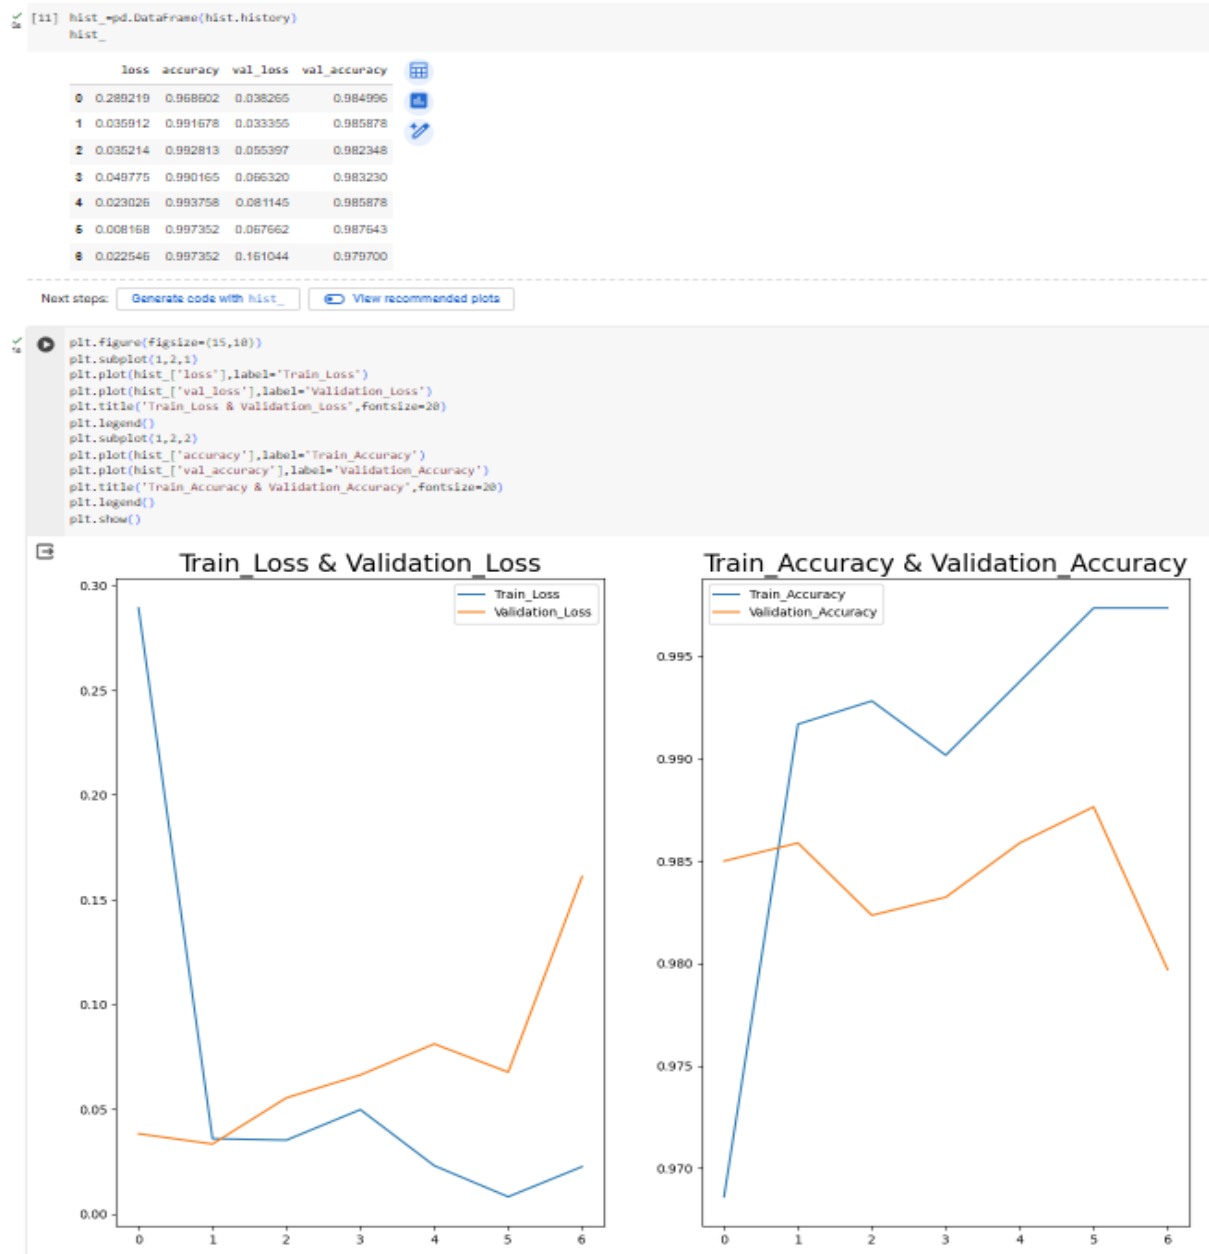 [11] hist_=pd.DataFrame(hist.history)
hist_
loss accuracy val_loss val_accuracy
0 0.289219 0.968602 0.038265 0.984996
1 0.035912 0.991678 0.033355 0.985878
2 0.035214 0.992813 0.055397 0.982348
3 0.049775 0.990165 0.066320 0.983230
4 0.023026 0.993758 0.081145 0.985878
5 0.008168 0.997352 0.067662 0.987643
6 0.022546 0.997352 0.161044 0.979700
Next steps: Generate code with hist_ View recommended plots
plt.figure(figsize=(15,10))
plt.subplot(1,2,1)
plt.plot(hist_['loss'],label='Train_Loss')
plt.plot(hist_['val_loss'],label='Validation_Loss')
plt.title('Train_Loss & Validation_Loss',fontsize=20)
plt.legend()
plt.subplot(1,2,2)
plt.plot(hist_['accuracy'],label='Train_Accuracy')
plt.plot(hist_['val_accuracy'],label='Validation_Accuracy')
plt.title('Train_Accuracy & Validation_Accuracy',fontsize=20)
plt.legend()
plt.show()
Train_Loss & Validation_Loss
Train_Loss
Validation_Loss
0.30
0.25
0.20
0.15
0.10
0.05
0.00
0 1 2 3 4 5 6
Train_Accuracy & Validation_Accuracy
Train_Accuracy
Validation_Accuracy
0.995
0.990
0.985
0.980
0.975
0.970
0 1 2 3 4 5 6